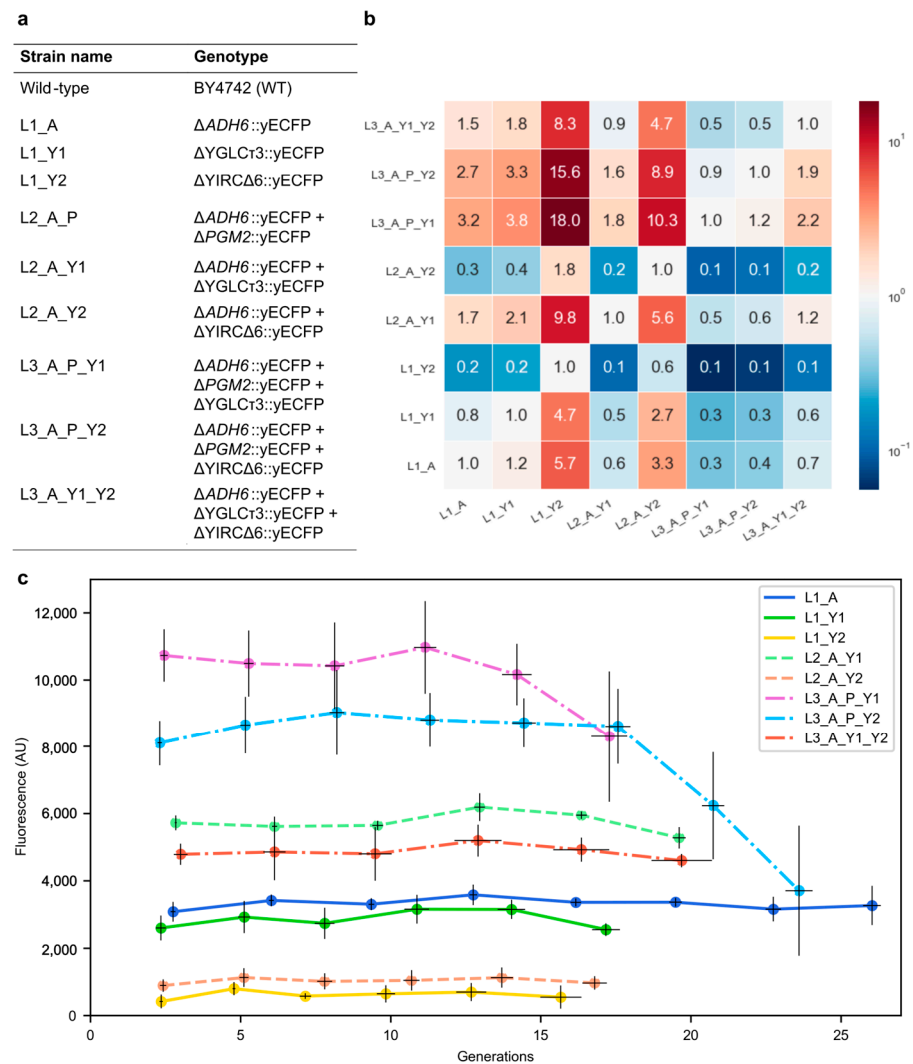 a
Strain name Genotype
Wild-type BY4742 (WT)
L1_A ΔADH6::yECFP
L1_Y1 ΔYGLCτ3::yECFP
L1_Y2 ΔYIRCΔ6::yECFP
L2_A_P ΔADH6::yECFP +
ΔPGM2::yECFP
L2_A_Y1 ΔADH6::yECFP +
ΔYGLCτ3::yECFP
L2_A_Y2 ΔADH6::yECFP +
ΔYIRCΔ6::yECFP
L3_A_P_Y1 ΔADH6::yECFP +
ΔPGM2::yECFP +
ΔYGLCτ3::yECFP
L3_A_P_Y2 ΔADH6::yECFP +
ΔPGM2::yECFP +
ΔYIRCΔ6::yECFP
L3_A_Y1_Y2 ΔADH6::yECFP +
ΔYGLCτ3::yECFP +
ΔYIRCΔ6::yECFP
b
L3_A_Y1_Y2 1.5 1.8 8.3 0.9 4.7 0.5 0.5 1.0
L3_A_P_Y2 2.7 3.3 15.6 1.6 8.9 0.9 1.0 1.9
L3_A_P_Y1 3.2 3.8 18.0 1.8 10.3 1.0 1.2 2.2
L2_A_Y2 0.3 0.4 1.8 0.2 1.0 0.1 0.1 0.2
L2_A_Y1 1.7 2.1 9.8 1.0 5.6 0.5 0.6 1.2
L1_Y2 0.2 0.2 1.0 0.1 0.6 0.1 0.1 0.1
L1_Y1 0.8 1.0 4.7 0.5 2.7 0.3 0.3 0.6
L1_A 1.0 1.2 5.7 0.6 3.3 0.3 0.4 0.7
L1_A L1_Y1 L1_Y2 L2_A_Y1 L2_A_Y2 L3_A_P_Y1 L3_A_P_Y2 L3_A_Y1_Y2
10¹
10⁰
10⁻¹
c
12,000
10,000
8,000
6,000
4,000
2,000
0
Fluorescence (AU)
L1_A
L1_Y1
L1_Y2
L2_A_Y1
L2_A_Y2
L3_A_P_Y1
L3_A_P_Y2
L3_A_Y1_Y2
0 5 10 15 20 25
Generations